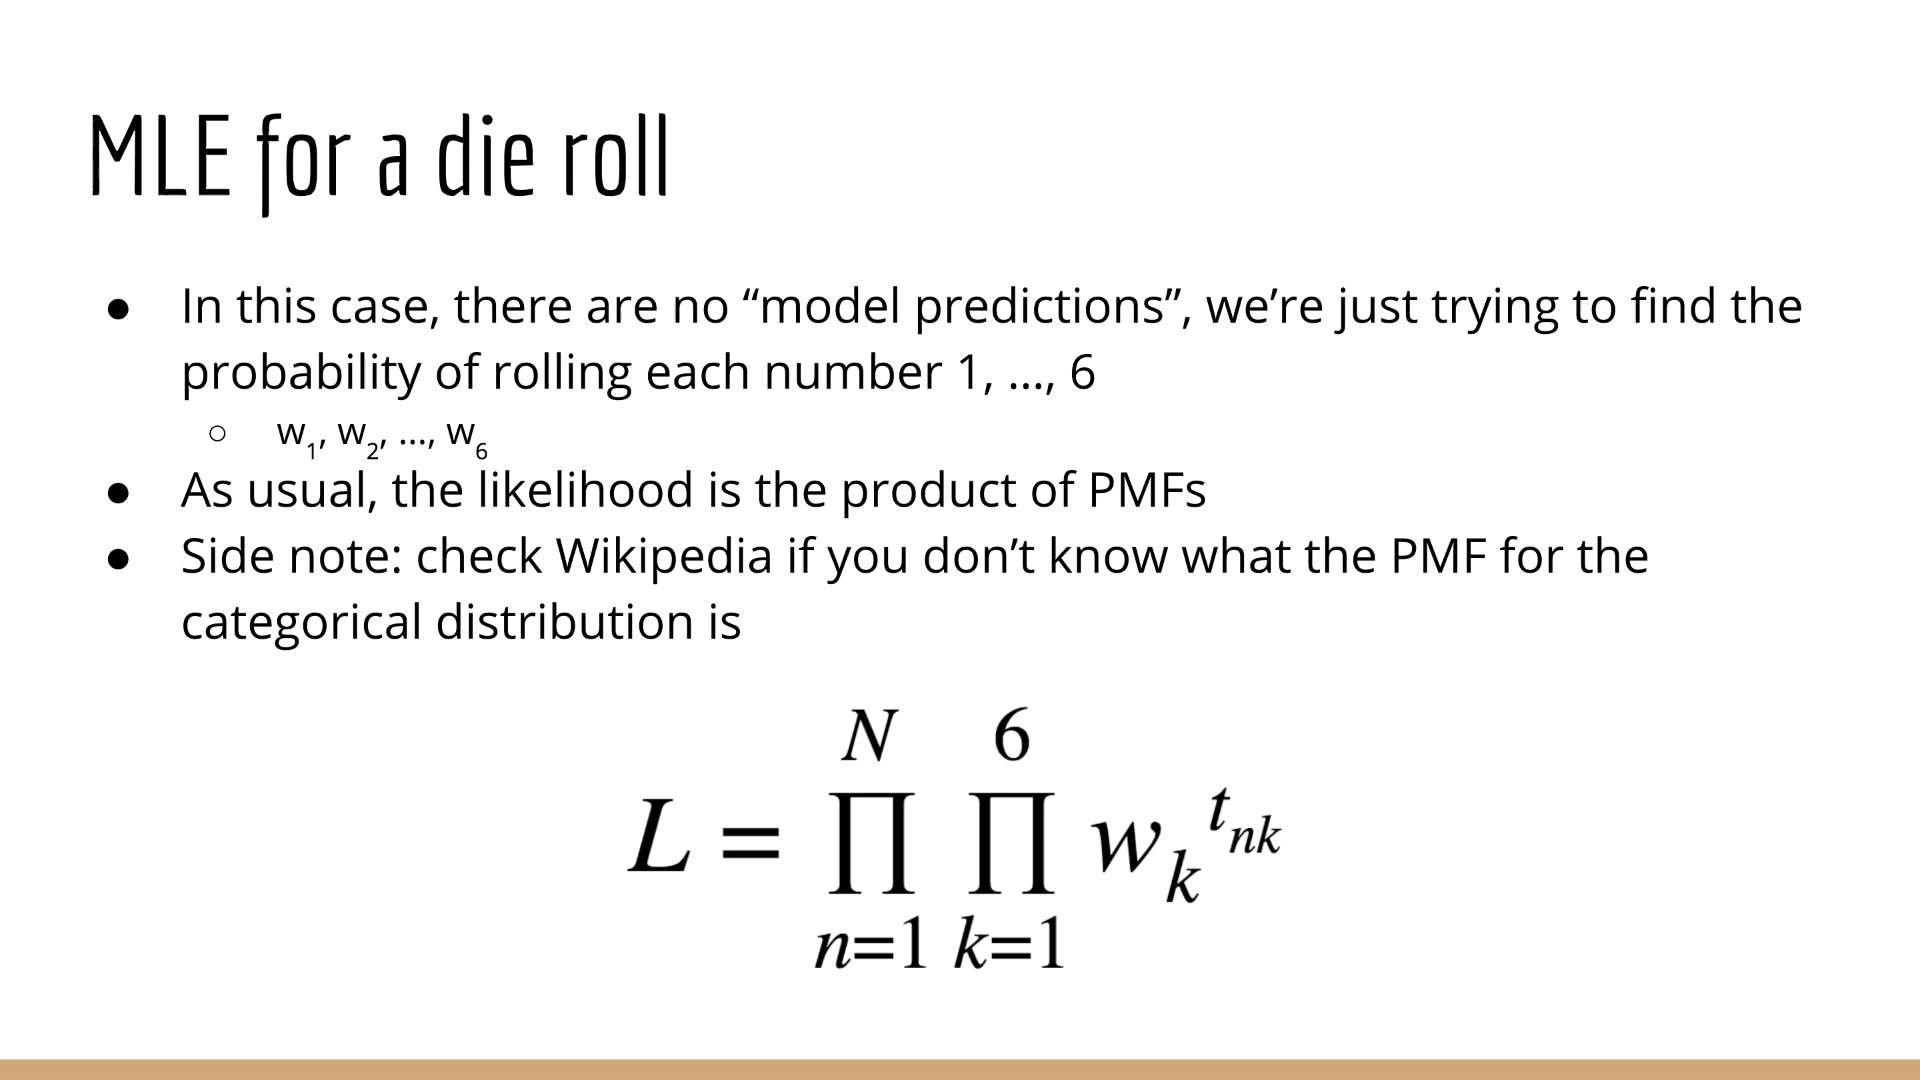 MLE for a die roll
● In this case, there are no “model predictions”, we’re just trying to find the
probability of rolling each number 1, …, 6
○ w₁, w₂, …, w₆
● As usual, the likelihood is the product of PMFs
● Side note: check Wikipedia if you don’t know what the PMF for the
categorical distribution is
L = ∏_{n=1}^{N} ∏_{k=1}^{6} w_k^{t_{nk}}